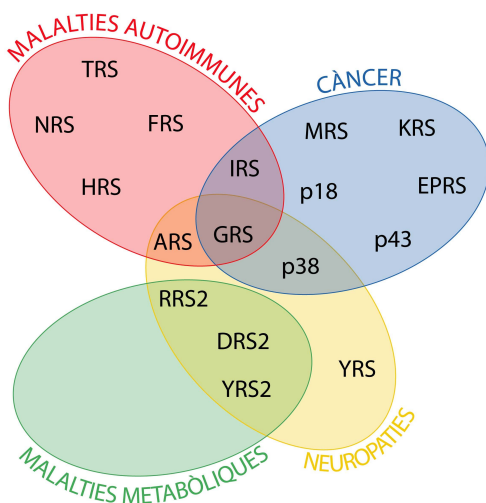 MALALTIES AUTOIMMUNES
TRS
NRS
FRS
HRS
CÀNCER
MRS
KRS
IRS
p18
EPRS
ARS
GRS
p43
p38
RRS2
DRS2
YRS2
YRS
NEUROPATIES
MALALTIES METABÒLIQUES